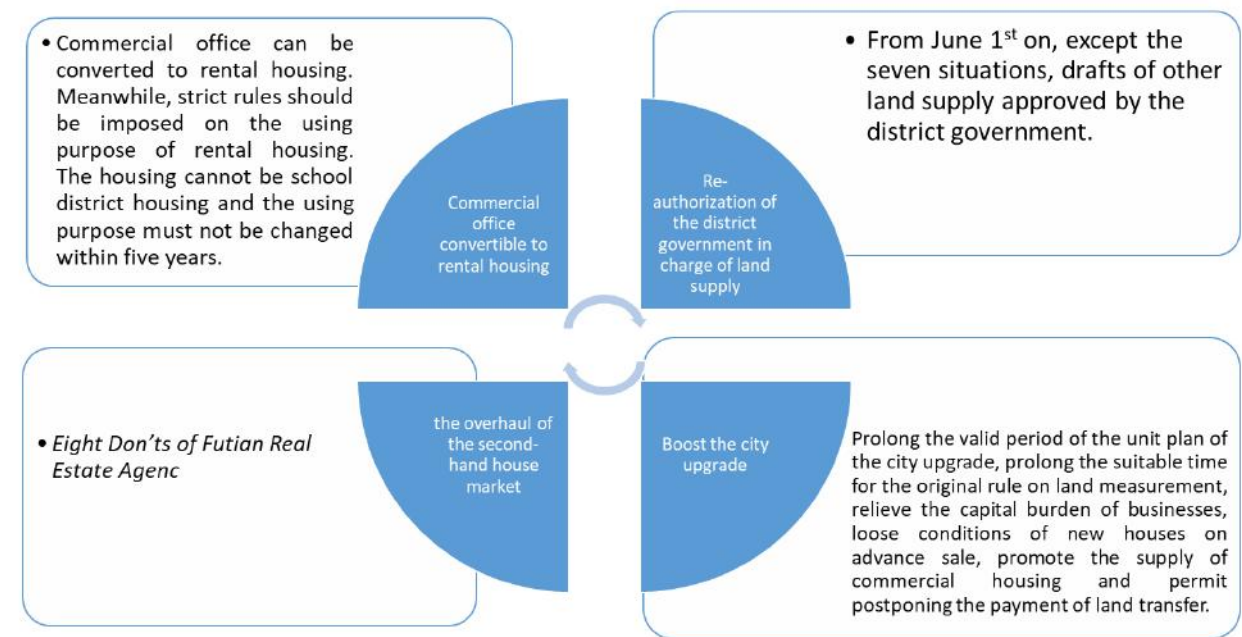 • Commercial office can be
converted to rental housing.
Meanwhile, strict rules should
be imposed on the using
purpose of rental housing.
The housing cannot be school
district housing and the using
purpose must not be changed
within five years.
Commercial
office
convertible to
rental housing
• From June 1st on, except the
seven situations, drafts of other
land supply approved by the
district government.
Re-
authorization of
the district
government in
charge of land
supply
• Eight Don’ts of Futian Real
Estate Agenc
the overhaul of
the second-
hand house
market
Boost the city
upgrade
Prolong the valid period of the unit plan of
the city upgrade, prolong the suitable time
for the original rule on land measurement,
relieve the capital burden of businesses,
loose conditions of new houses on
advance sale, promote the supply of
commercial housing and permit
postponing the payment of land transfer.